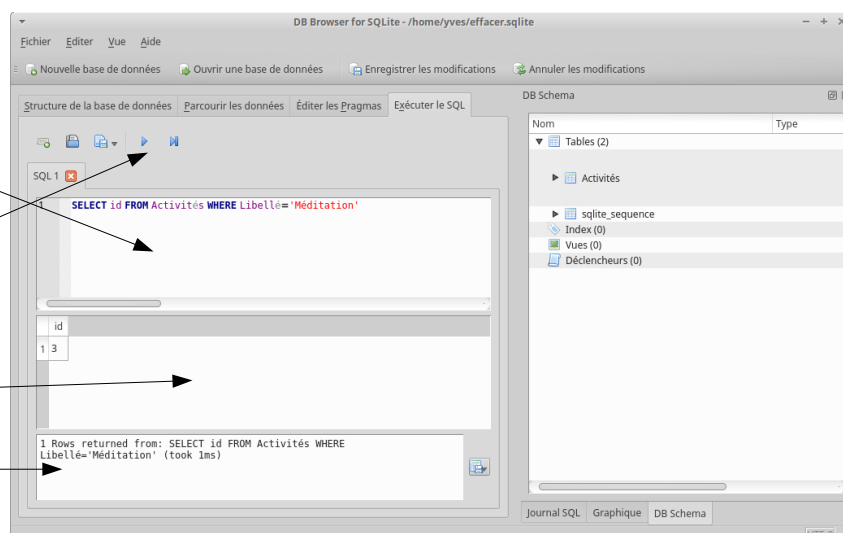 DB Browser for SQLite - /home/yves/effacer.sqlite
Fichier Editer Vue Aide
Nouvelle base de données Ouvrir une base de données Enregistrer les modifications Annuler les modifications
Structure de la base de données Parcourir les données Éditer les Pragmas Exécuter le SQL
SQL 1
1 SELECT id FROM Activités WHERE Libellé='Méditation'
id
1 3
1 Rows returned from: SELECT id FROM Activités WHERE
Libellé='Méditation' (took 1ms)
DB Schema
Nom Type
Tables (2)
Activités
sqlite_sequence
Index (0)
Vues (0)
Déclencheurs (0)
Journal SQL Graphique DB Schema